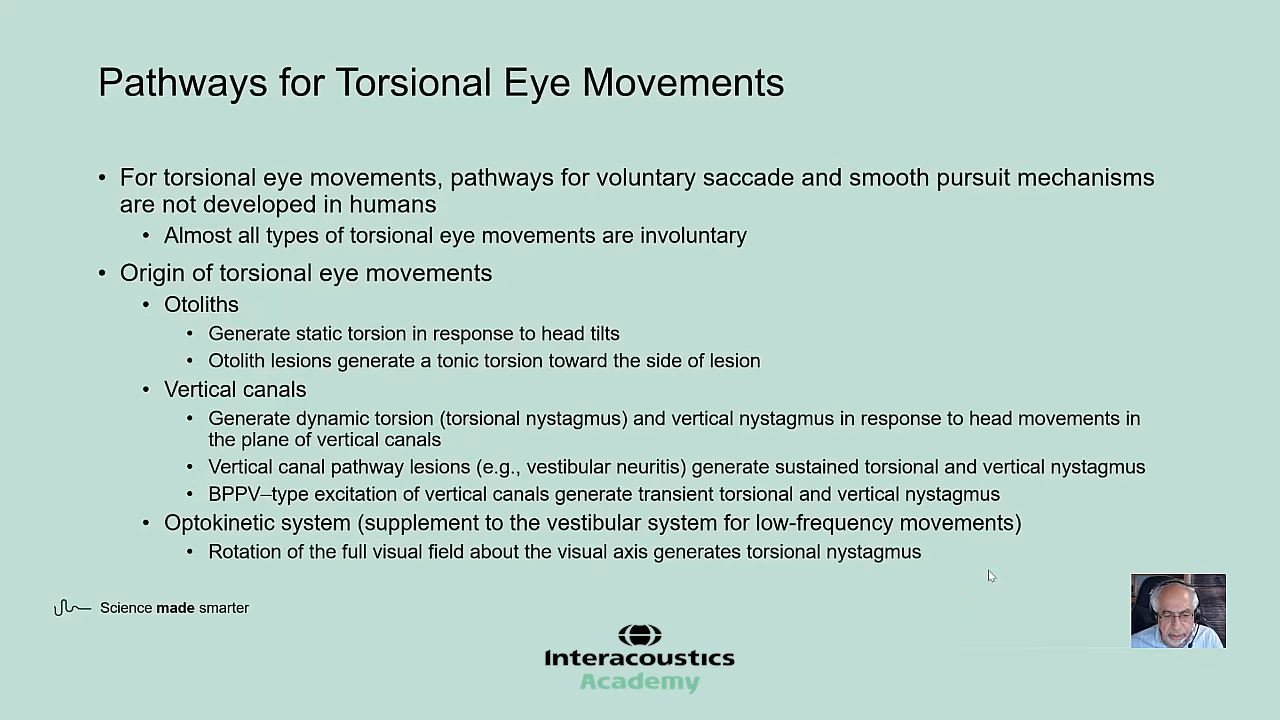 Pathways for Torsional Eye Movements
• For torsional eye movements, pathways for voluntary saccade and smooth pursuit mechanisms
are not developed in humans
• Almost all types of torsional eye movements are involuntary
• Origin of torsional eye movements
• Otoliths
• Generate static torsion in response to head tilts
• Otolith lesions generate a tonic torsion toward the side of lesion
• Vertical canals
• Generate dynamic torsion (torsional nystagmus) and vertical nystagmus in response to head movements in
the plane of vertical canals
• Vertical canal pathway lesions (e.g., vestibular neuritis) generate sustained torsional and vertical nystagmus
• BPPV–type excitation of vertical canals generate transient torsional and vertical nystagmus
• Optokinetic system (supplement to the vestibular system for low-frequency movements)
• Rotation of the full visual field about the visual axis generates torsional nystagmus
Science made smarter
Interacoustics
Academy